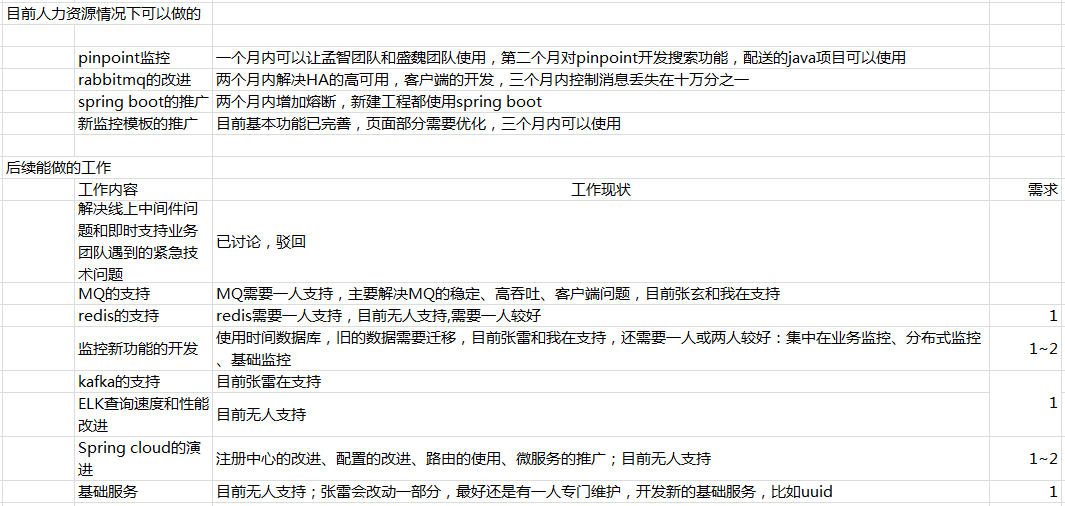 目前人力资源情况下可以做的
pinpoint监控 一个月内可以让孟智团队和盛魏团队使用，第二个月对pinpoint开发搜索功能，配送的java项目可以使用
rabbitmq的改进 两个月内解决HA的高可用，客户端的开发，三个月内控制消息丢失在十万分之一
spring boot的推广 两个月内增加熔断，新建工程都使用spring boot
新监控模板的推广 目前基本功能已完善，页面部分需要优化，三个月内可以使用
后续能做的工作
工作内容 工作现状 需求
解决线上中间件问
题和即时支持业务
团队遇到的紧急技
术问题
已讨论，驳回
MQ的支持 MQ需要一人支持，主要解决MQ的稳定、高吞吐、客户端问题，目前张玄和我在支持
redis的支持 redis需要一人支持，目前无人支持,需要一人较好 1
监控新功能的开发
使用时间数据库，旧的数据需要迁移，目前张雷和我在支持，还需要一人或两人较好：集中在业务监控、分布式监控
、基础监控
1~2
kafka的支持 目前张雷在支持
ELK查询速度和性能
改进
目前无人支持
1
Spring cloud的演
进
注册中心的改进、配置的改进、路由的使用、微服务的推广；目前无人支持 1~2
基础服务 目前无人支持；张雷会改动一部分，最好还是有一人专门维护，开发新的基础服务，比如uuid 1